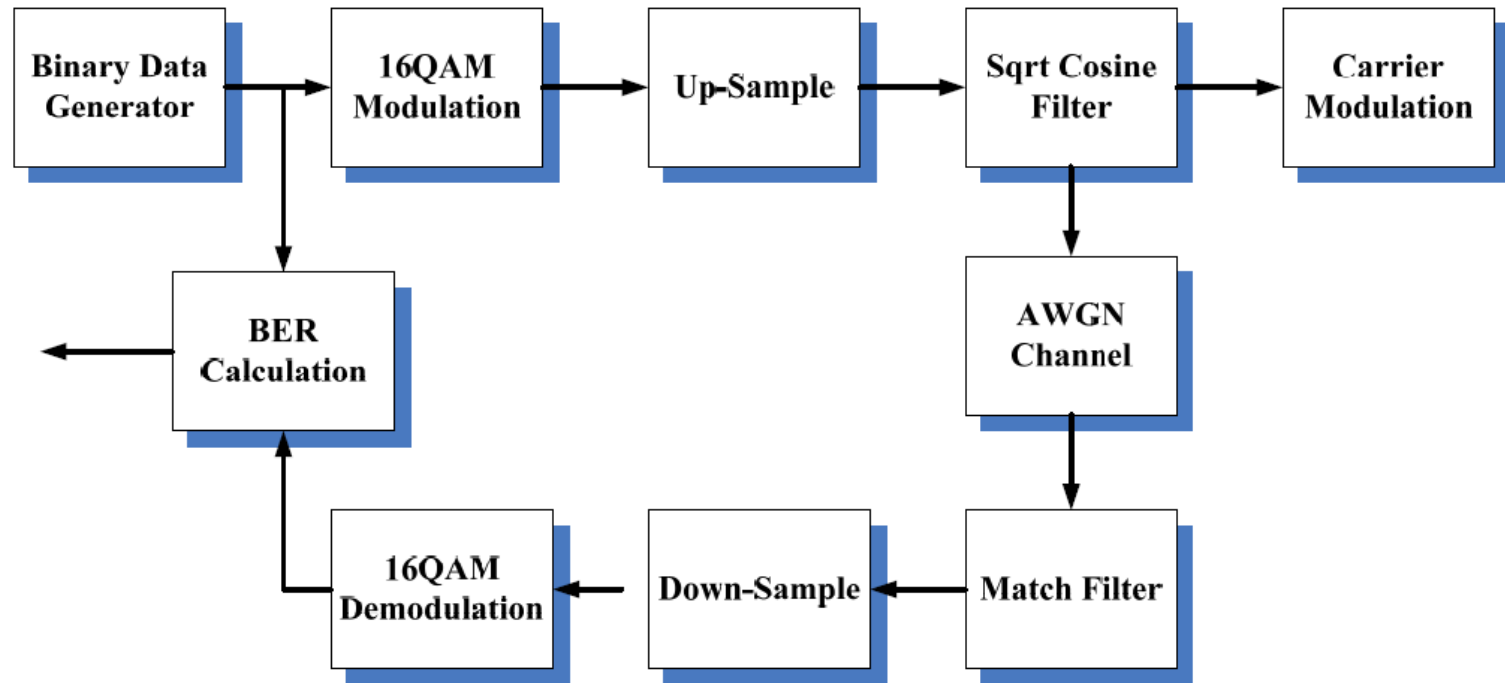 Binary Data
Generator
16QAM
Modulation
Up-Sample
Sqrt Cosine
Filter
Carrier
Modulation
BER
Calculation
AWGN
Channel
16QAM
Demodulation
Down-Sample
Match Filter